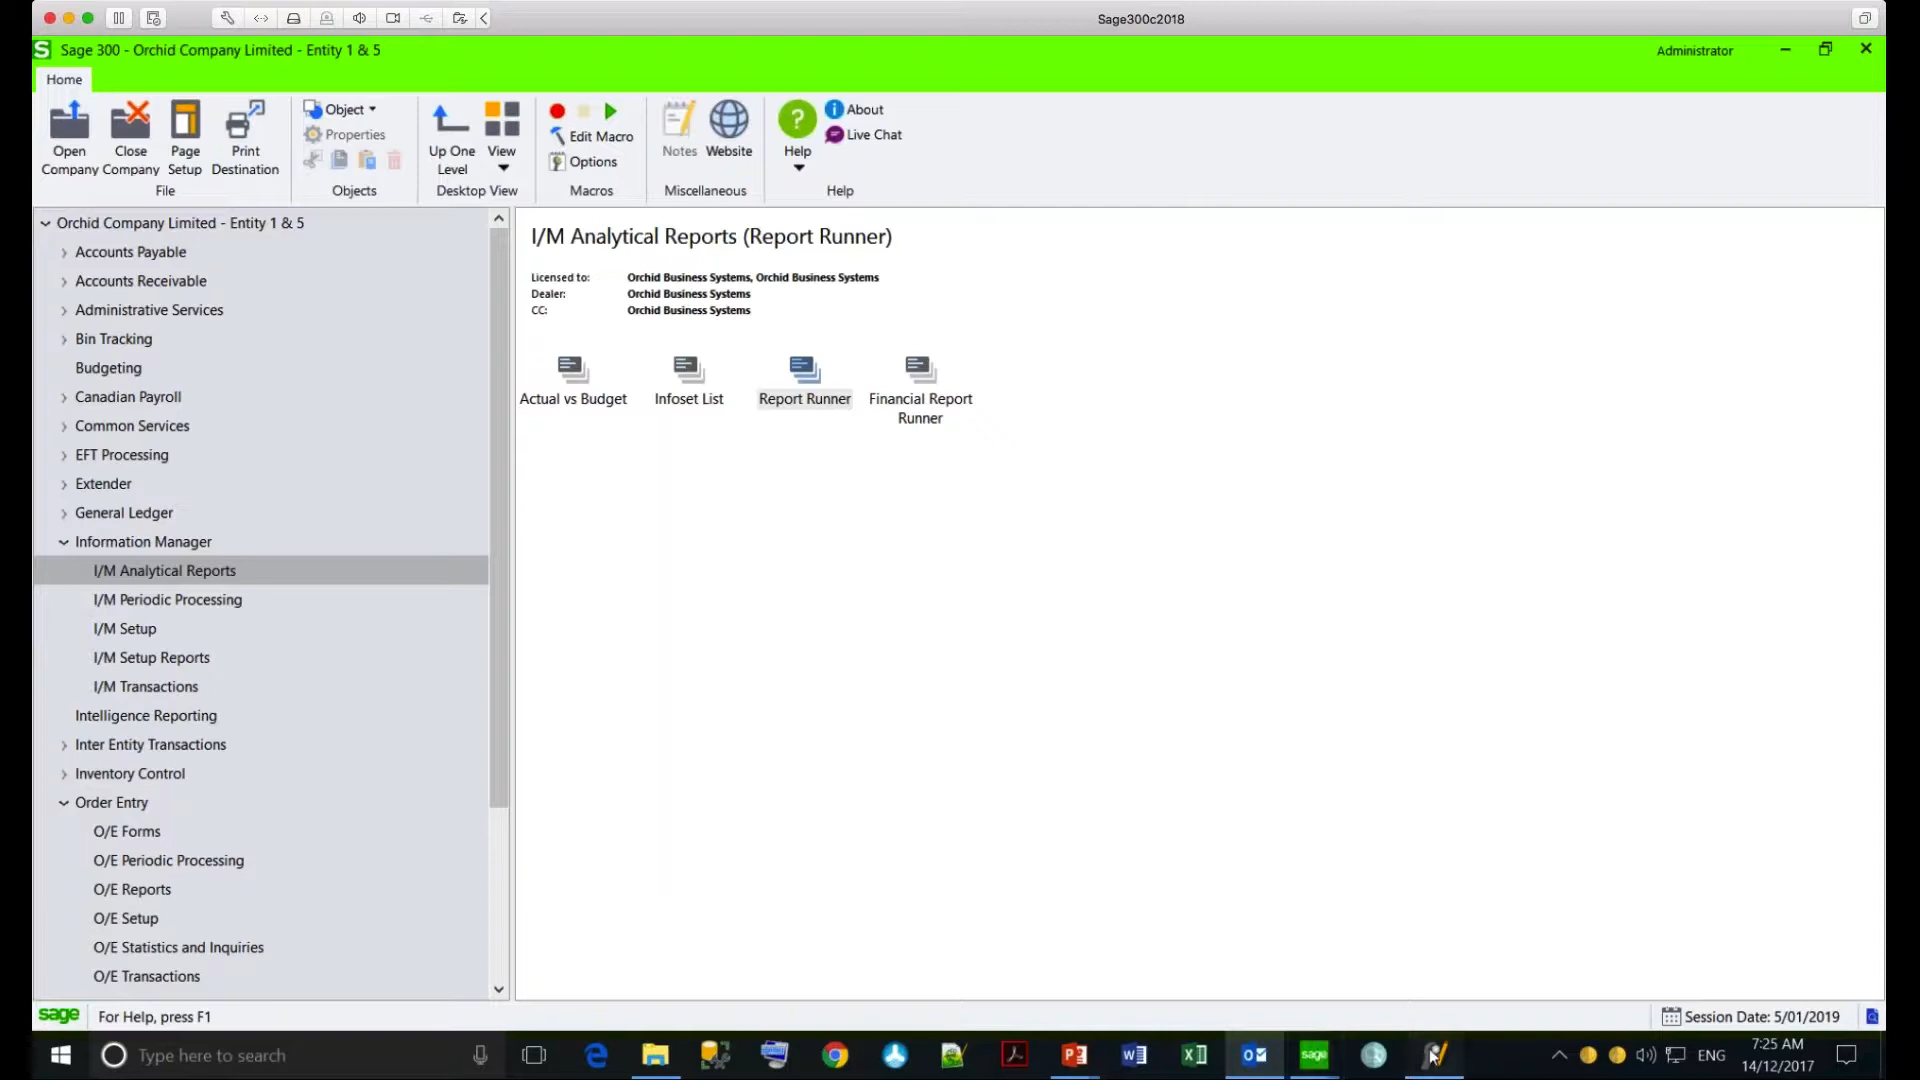 Sage300c2018
Sage 300 - Orchid Company Limited - Entity 1 & 5
Administrator
Home
Open Company
Close Company
Page Setup
Print Destination
File
Object
Properties
Objects
Up One Level
View
Desktop View
Edit Macro
Options
Macros
Notes
Website
Miscellaneous
Help
About
Live Chat
Help
Orchid Company Limited - Entity 1 & 5
Accounts Payable
Accounts Receivable
Administrative Services
Bin Tracking
Budgeting
Canadian Payroll
Common Services
EFT Processing
Extender
General Ledger
Information Manager
I/M Analytical Reports
I/M Periodic Processing
I/M Setup
I/M Setup Reports
I/M Transactions
Intelligence Reporting
Inter Entity Transactions
Inventory Control
Order Entry
O/E Forms
O/E Periodic Processing
O/E Reports
O/E Setup
O/E Statistics and Inquiries
O/E Transactions
I/M Analytical Reports (Report Runner)
Licensed to: Orchid Business Systems, Orchid Business Systems
Dealer: Orchid Business Systems
CC: Orchid Business Systems
Actual vs Budget
Infoset List
Report Runner
Financial Report Runner
sage
For Help, press F1
Session Date: 5/01/2019
Type here to search
sage
ENG
7:25 AM
14/12/2017